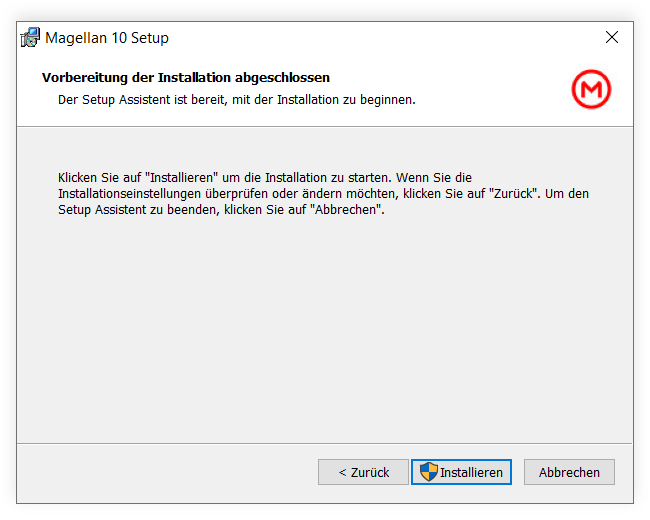 Magellan 10 Setup
Vorbereitung der Installation abgeschlossen
Der Setup Assistent ist bereit, mit der Installation zu beginnen.
M
Klicken Sie auf "Installieren" um die Installation zu starten. Wenn Sie die
Installationseinstellungen überprüfen oder ändern möchten, klicken Sie auf "Zurück". Um den
Setup Assistent zu beenden, klicken Sie auf "Abbrechen".
< Zurück
Installieren
Abbrechen